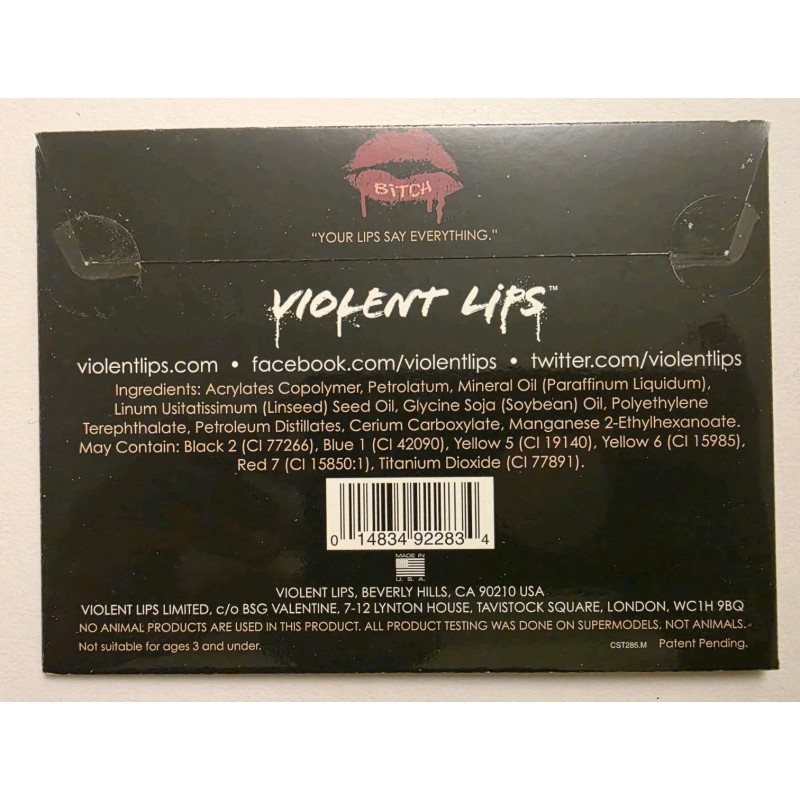 BiTCH
"YOUR LIPS SAY EVERYTHING."
VIOLENT LiPS™
violentlips.com • facebook.com/violentlips • twitter.com/violentlips
Ingredients: Acrylates Copolymer, Petrolatum, Mineral Oil (Paraffinum Liquidum),
Linum Usitatissimum (Linseed) Seed Oil, Glycine Soja (Soybean) Oil, Polyethylene
Terephthalate, Petroleum Distillates, Cerium Carboxylate, Manganese 2-Ethylhexanoate.
May Contain: Black 2 (CI 77266), Blue 1 (CI 42090), Yellow 5 (CI 19140), Yellow 6 (CI 15985),
Red 7 (CI 15850:1), Titanium Dioxide (CI 77891).
0 14834 92283 4
MADE IN
U.S.A.
VIOLENT LIPS, BEVERLY HILLS, CA 90210 USA
VIOLENT LIPS LIMITED, c/o BSG VALENTINE, 7-12 LYNTON HOUSE, TAVISTOCK SQUARE, LONDON, WC1H 9BQ
NO ANIMAL PRODUCTS ARE USED IN THIS PRODUCT. ALL PRODUCT TESTING WAS DONE ON SUPERMODELS, NOT ANIMALS.
Not suitable for ages 3 and under. CST285.M Patent Pending.